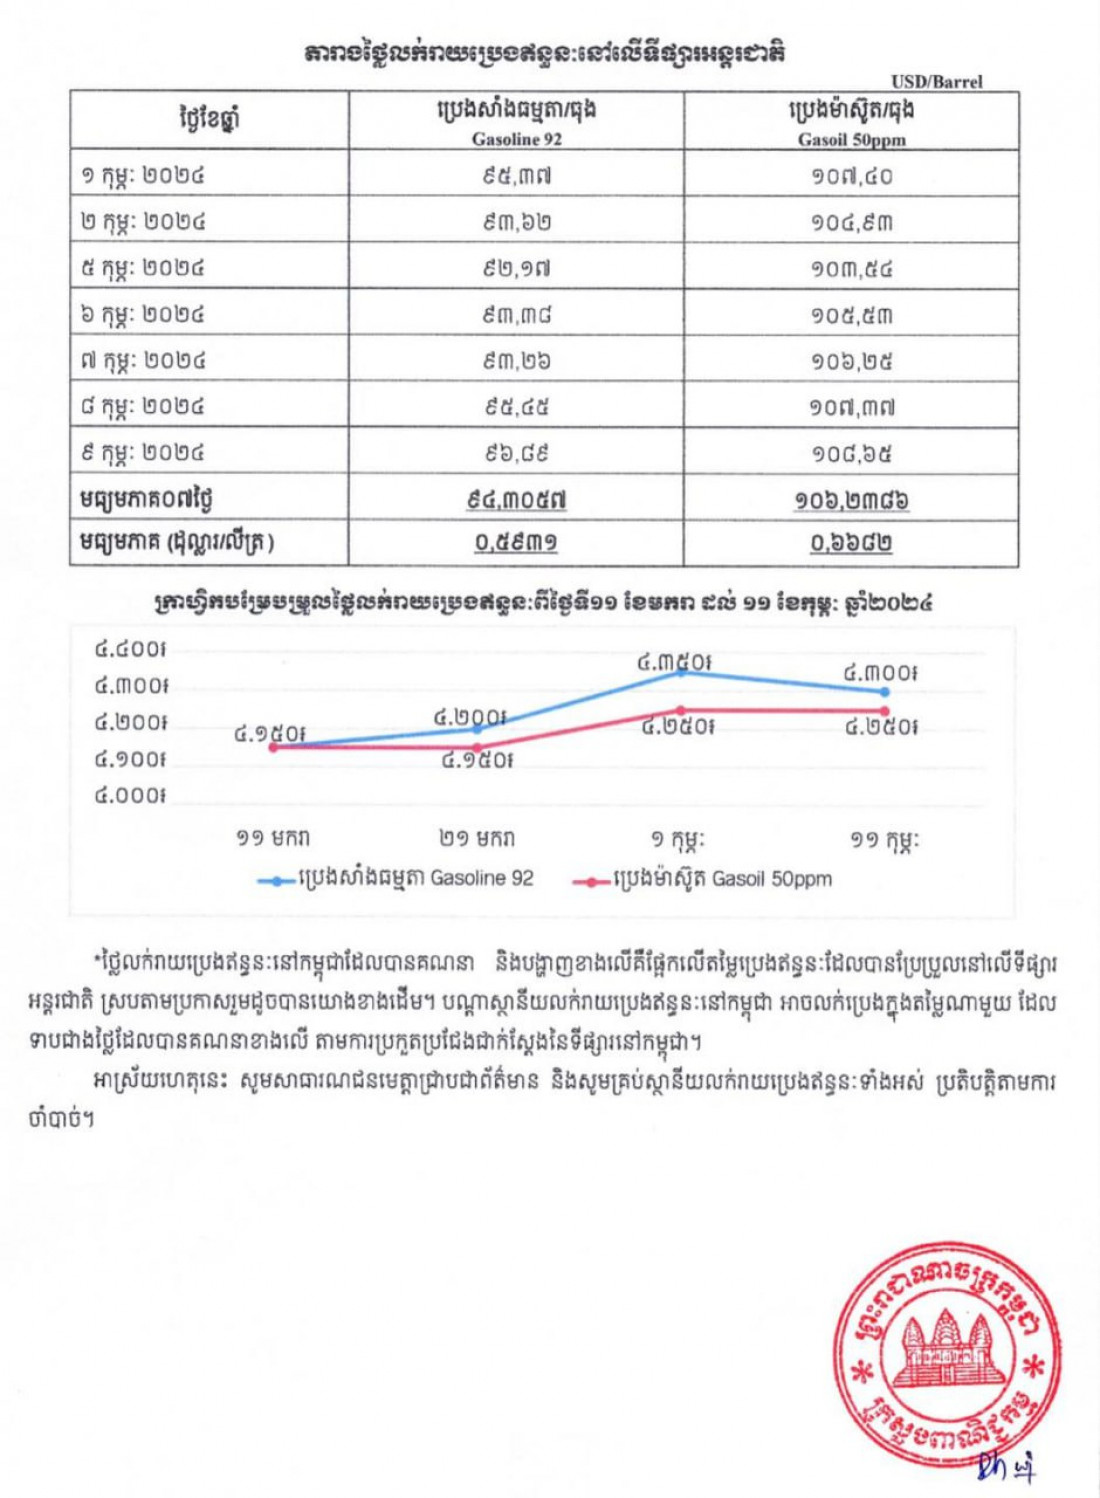 តារាងថ្លៃលក់រាយប្រេងឥន្ធនៈនៅលើទីផ្សារអន្តរជាតិ
USD/Barrel
ថ្ងៃខែឆ្នាំ ប្រេងសាំងធម្មតា/ធុង ប្រេងម៉ាស៊ូត/ធុង
Gasoline 92 Gasoil 50ppm
១ កុម្ភៈ ២០២៤ ៩៥,៣៧ ១០៧,៤០
២ កុម្ភៈ ២០២៤ ៩៣,៦២ ១០៤,៩៣
៥ កុម្ភៈ ២០២៤ ៩២,១៧ ១០៣,៥៤
៦ កុម្ភៈ ២០២៤ ៩៣,៣៨ ១០៥,៥៣
៧ កុម្ភៈ ២០២៤ ៩៣,២៦ ១០៦,២៥
៨ កុម្ភៈ ២០២៤ ៩៥,៤៥ ១០៧,៣៧
៩ កុម្ភៈ ២០២៤ ៩៦,៨៩ ១០៨,៦៥
មធ្យមភាគ០៧ថ្ងៃ ៩៤,៣០៥៧ ១០៦,២៣៨៦
មធ្យមភាគ (ដុល្លារ/លីត្រ) ០,៥៩៣១ ០,៦៦៨២
ក្រាហ្វិកបម្រែបម្រួលថ្លៃលក់រាយប្រេងឥន្ធនៈពីថ្ងៃទី១១ ខែមករា ដល់ ១១ ខែកុម្ភៈ ឆ្នាំ២០២៤
៤.៤០០៛
៤.៣០០៛
៤.២០០៛
៤.១០០៛
៤.០០០៛
៤.១៥០៛ ៤.២០០៛ ៤.៣៥០៛ ៤.៣០០៛
៤.១៥០៛ ៤.២៥០៛ ៤.២៥០៛
១១ មករា ២១ មករា ១ កុម្ភៈ ១១ កុម្ភៈ
ប្រេងសាំងធម្មតា Gasoline 92 ប្រេងម៉ាស៊ូត Gasoil 50ppm
*ថ្លៃលក់រាយប្រេងឥន្ធនៈនៅកម្ពុជាដែលបានគណនា និងបង្ហាញខាងលើគឺផ្អែកលើតម្លៃប្រេងឥន្ធនៈដែលបានប្រែប្រួលនៅលើទីផ្សារ
អន្តរជាតិ ស្របតាមប្រកាសរួមដូចបានយោងខាងដើម។ បណ្តាស្ថានីយលក់រាយប្រេងឥន្ធនៈនៅកម្ពុជា អាចលក់ប្រេងក្នុងតម្លៃណាមួយ ដែល
ទាបជាងថ្លៃដែលបានគណនាខាងលើ តាមការប្រកួតប្រជែងជាក់ស្តែងនៃទីផ្សារនៅកម្ពុជា។
អាស្រ័យហេតុនេះ សូមសាធារណជនមេត្តាជ្រាបជាព័ត៌មាន និងសូមគ្រប់ស្ថានីយលក់រាយប្រេងឥន្ធនៈទាំងអស់ ប្រតិបត្តិតាមការ
ចាំបាច់។
ព្រះរាជាណាចក្រកម្ពុជា
ក្រសួងពាណិជ្ជកម្ម